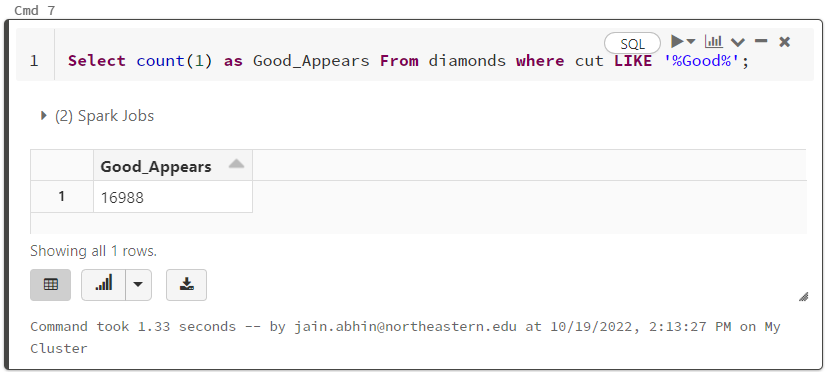 Cmd 7
SQL
1 Select count(1) as Good_Appears From diamonds where cut LIKE '%Good%';
(2) Spark Jobs
Good_Appears
1 16988
Showing all 1 rows.
Command took 1.33 seconds -- by jain.abhin@northeastern.edu at 10/19/2022, 2:13:27 PM on My
Cluster